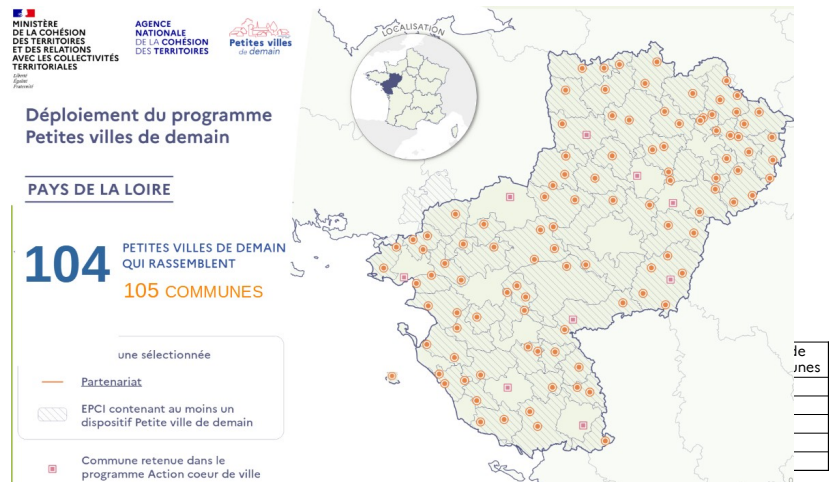 MINISTÈRE
DE LA COHÉSION
DES TERRITOIRES
ET DES RELATIONS
AVEC LES COLLECTIVITÉS
TERRITORIALES
Liberté
Égalité
Fraternité
AGENCE
NATIONALE
DE LA COHÉSION
DES TERRITOIRES
Petites villes
de demain
Déploiement du programme
Petites villes de demain
PAYS DE LA LOIRE
104
PETITES VILLES DE DEMAIN
QUI RASSEMBLENT
105 COMMUNES
une sélectionnée
Partenariat
EPCI contenant au moins un
dispositif Petite ville de demain
Commune retenue dans le
programme Action coeur de ville
LOCALISATION
de
unes